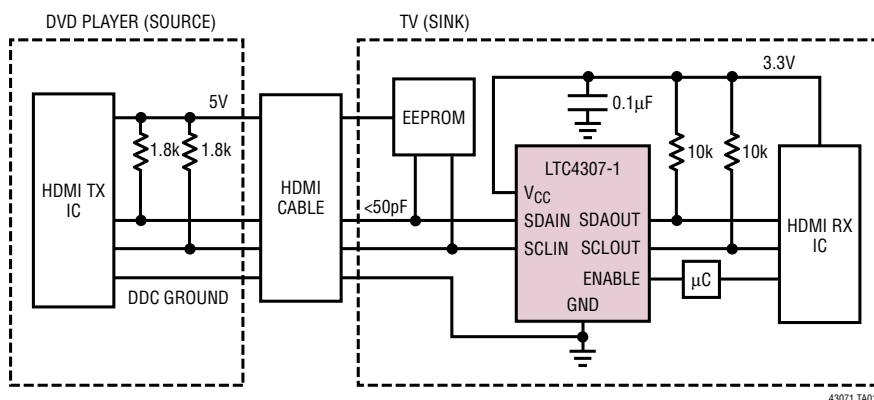 DVD PLAYER (SOURCE)
TV (SINK)
5V
3.3V
0.1μF
EEPROM
1.8k
1.8k
10k
10k
LTC4307-1
HDMI TX
IC
HDMI
CABLE
VCC
<50pF
SDAIN
SDAOUT
HDMI RX
IC
SCLIN
SCLOUT
ENABLE
μC
DDC GROUND
GND
43071 TA01